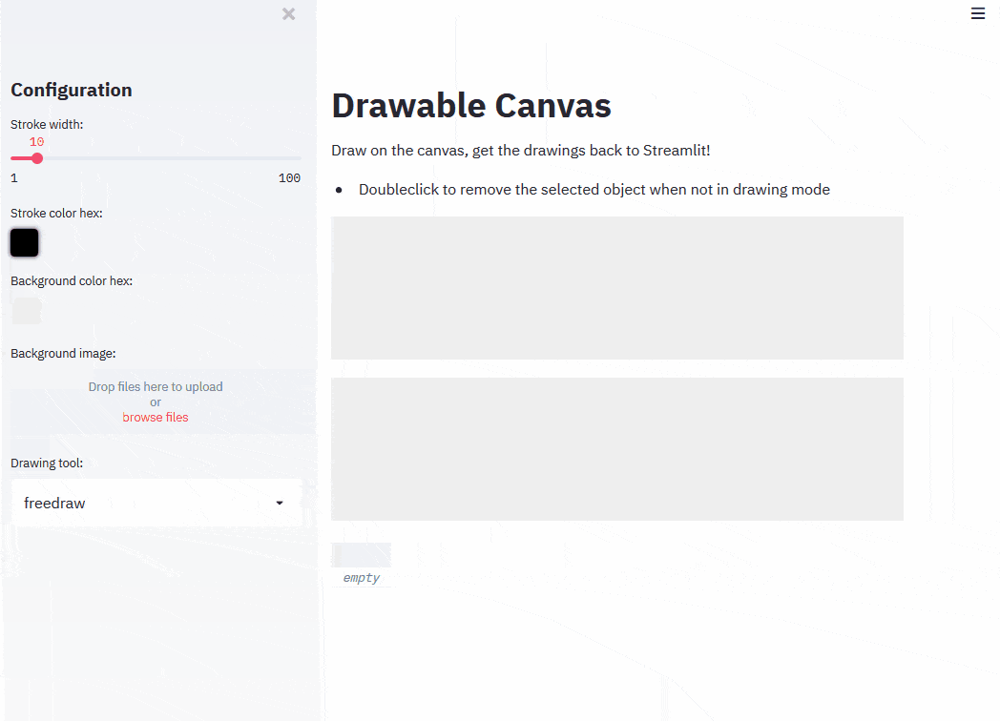 Configuration
Stroke width:
10
1 100
Stroke color hex:
Background color hex:
Background image:
Drop files here to upload
or
browse files
Drawing tool:
freedraw
Drawable Canvas
Draw on the canvas, get the drawings back to Streamlit!
• Doubleclick to remove the selected object when not in drawing mode
empty